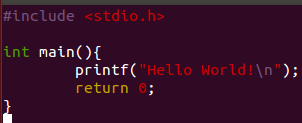 #include <stdio.h>

int main(){
        printf("Hello World!\n");
        return 0;
}